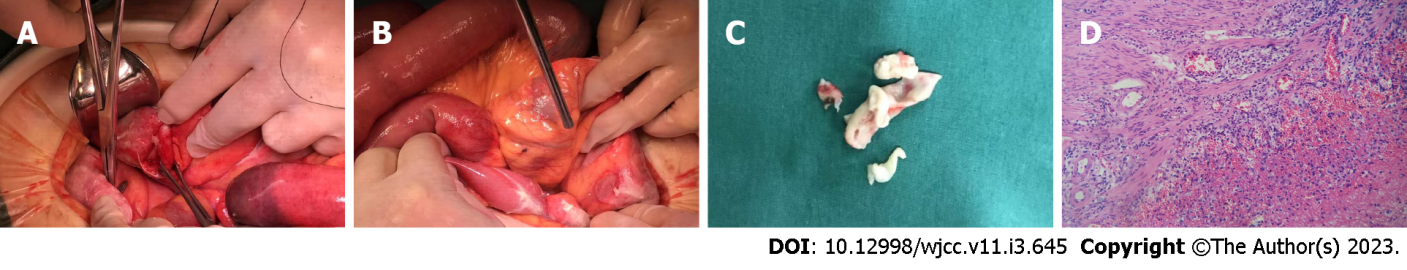 A
B
C
D
DOI: 10.12998/wjcc.v11.i3.645 Copyright ©The Author(s) 2023.